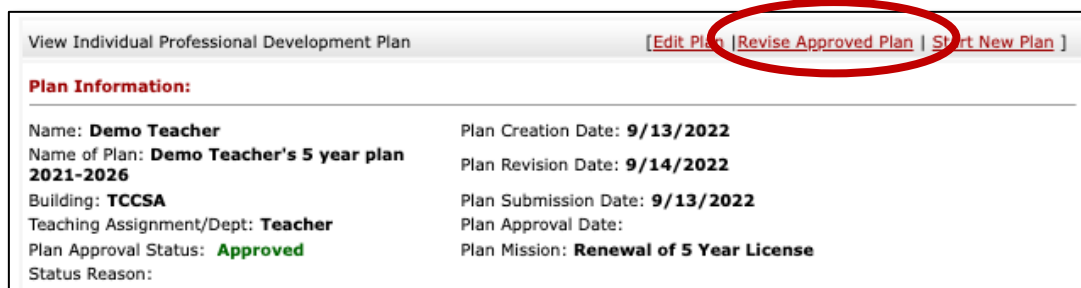 View Individual Professional Development Plan [Edit Plan |Revise Approved Plan | Start New Plan ]
Plan Information:
Name: Demo Teacher Plan Creation Date: 9/13/2022
Name of Plan: Demo Teacher's 5 year plan
2021-2026 Plan Revision Date: 9/14/2022
Building: TCCSA Plan Submission Date: 9/13/2022
Teaching Assignment/Dept: Teacher Plan Approval Date:
Plan Approval Status: Approved Plan Mission: Renewal of 5 Year License
Status Reason: